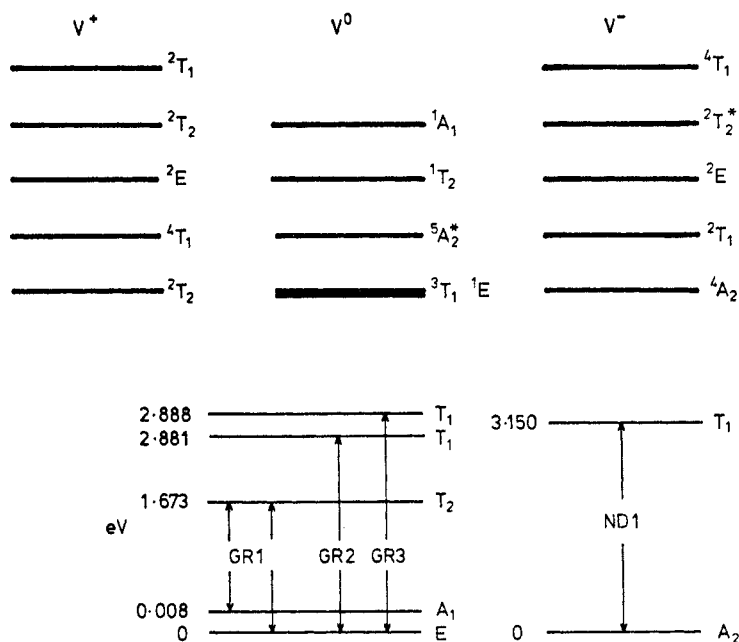 V⁺ V⁰ V⁻
²T₁ ⁴T₁
²T₂ ¹A₁ ²T₂*
²E ¹T₂ ²E
⁴T₁ ⁵A₂* ²T₁
²T₂ ³T₁ ¹E ⁴A₂
2·888 T₁ 3·150 T₁
2·881 T₁
1·673 T₂
eV
GR1 GR2 GR3 ND1
0·008 A₁
0 E 0 A₂